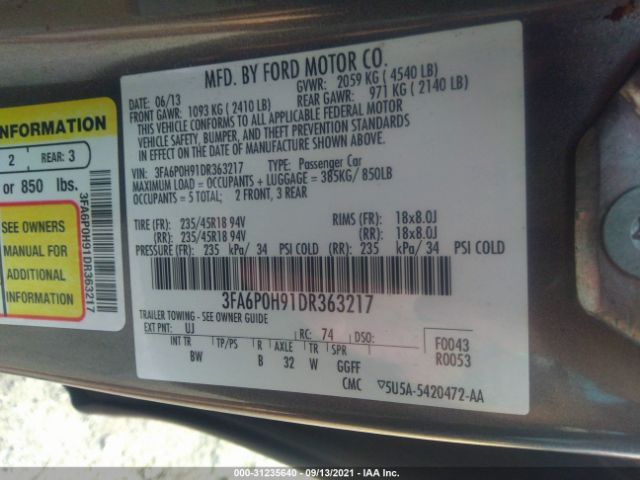 INFORMATION
2 REAR: 3
or 850 lbs.
SEE OWNERS
MANUAL FOR
ADDITIONAL
INFORMATION
3FA6P0H91DR363217
MFD. BY FORD MOTOR CO.
DATE: 06/13 GVWR: 2059 KG (4540 LB)
FRONT GAWR: 1093 KG (2410 LB) REAR GAWR: 971 KG (2140 LB)
THIS VEHICLE CONFORMS TO ALL APPLICABLE FEDERAL MOTOR
VEHICLE SAFETY, BUMPER, AND THEFT PREVENTION STANDARDS
IN EFFECT ON THE DATE OF MANUFACTURE SHOWN ABOVE.
VIN: 3FA6P0H91DR363217 TYPE: Passenger Car
MAXIMUM LOAD = OCCUPANTS + LUGGAGE = 385KG/ 850LB
OCCUPANTS = 5 TOTAL; 2 FRONT, 3 REAR
TIRE (FR): 235/45R18 94V RIMS (FR): 18x8.0J
(RR): 235/45R18 94V (RR): 18x8.0J
PRESSURE (FR): 235 kPa/ 34 PSI COLD (RR): 235 kPa/ 34 PSI COLD
3FA6P0H91DR363217
TRAILER TOWING - SEE OWNER GUIDE
EXT PNT: UJ RC: 74 DSO: F0043
INT TR TP/PS R AXLE TR SPR R0053
BW B 32 W GGFF
CMC ▽5U5A-5420472-AA
000-31235640 - 09/13/2021 - IAA Inc.